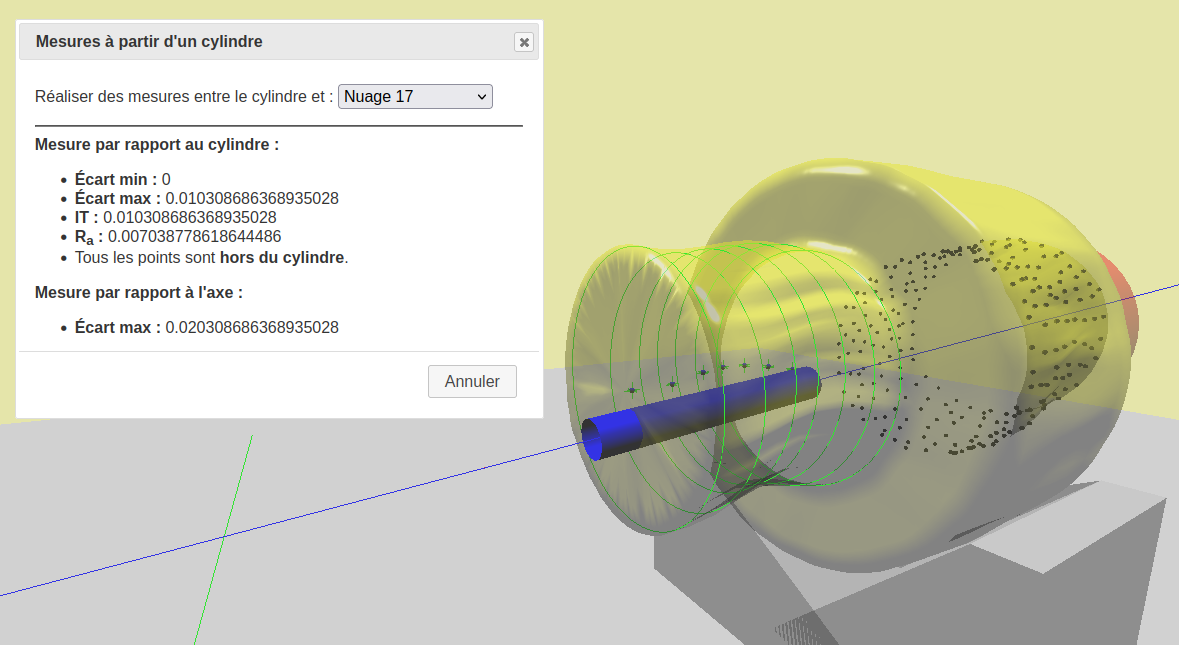 Mesures à partir d'un cylindre
Réaliser des mesures entre le cylindre et : Nuage 17
Mesure par rapport au cylindre :
Écart min : 0
Écart max : 0.010308686368935028
IT : 0.010308686368935028
Ra : 0.007038778618644486
Tous les points sont hors du cylindre.
Mesure par rapport à l'axe :
Écart max : 0.020308686368935028
Annuler